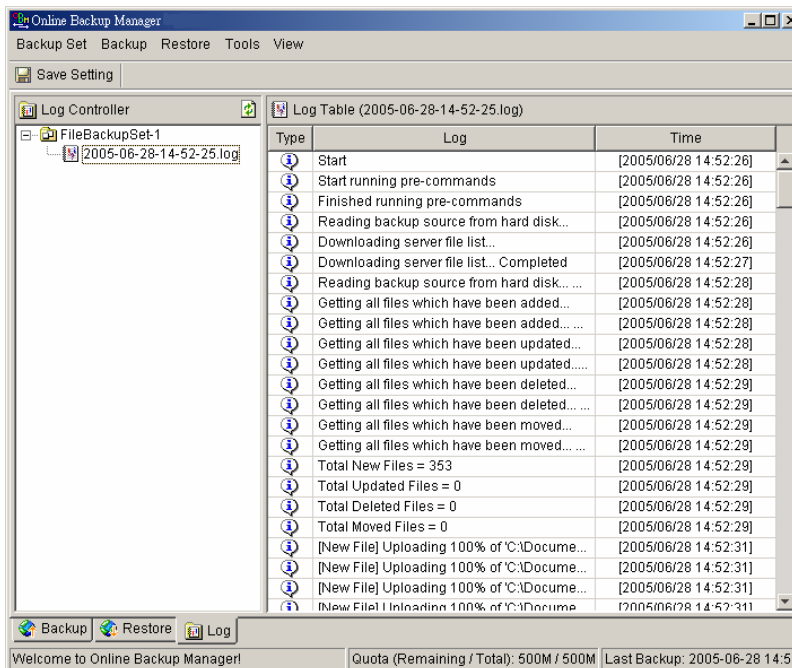 Online Backup Manager
Backup Set Backup Restore Tools View
Save Setting
Log Controller
FileBackupSet-1
2005-06-28-14-52-25.log
Log Table (2005-06-28-14-52-25.log)
Type Log Time
Start [2005/06/28 14:52:26]
Start running pre-commands [2005/06/28 14:52:26]
Finished running pre-commands [2005/06/28 14:52:26]
Reading backup source from hard disk... [2005/06/28 14:52:26]
Downloading server file list... [2005/06/28 14:52:26]
Downloading server file list... Completed [2005/06/28 14:52:27]
Reading backup source from hard disk... ... [2005/06/28 14:52:28]
Getting all files which have been added... [2005/06/28 14:52:28]
Getting all files which have been added... ... [2005/06/28 14:52:28]
Getting all files which have been updated... [2005/06/28 14:52:28]
Getting all files which have been updated..... [2005/06/28 14:52:28]
Getting all files which have been deleted... [2005/06/28 14:52:29]
Getting all files which have been deleted... ... [2005/06/28 14:52:29]
Getting all files which have been moved... [2005/06/28 14:52:29]
Getting all files which have been moved... ... [2005/06/28 14:52:29]
Total New Files = 353 [2005/06/28 14:52:29]
Total Updated Files = 0 [2005/06/28 14:52:29]
Total Deleted Files = 0 [2005/06/28 14:52:29]
Total Moved Files = 0 [2005/06/28 14:52:29]
[New File] Uploading 100% of 'C:\Docume... [2005/06/28 14:52:31]
[New File] Uploading 100% of 'C:\Docume... [2005/06/28 14:52:31]
[New File] Uploading 100% of 'C:\Docume... [2005/06/28 14:52:31]
[New File] Uploading 100% of 'C:\Docume... [2005/06/28 14:52:31]
Backup Restore Log
Welcome to Online Backup Manager! Quota (Remaining / Total): 500M / 500M Last Backup: 2005-06-28 14:5